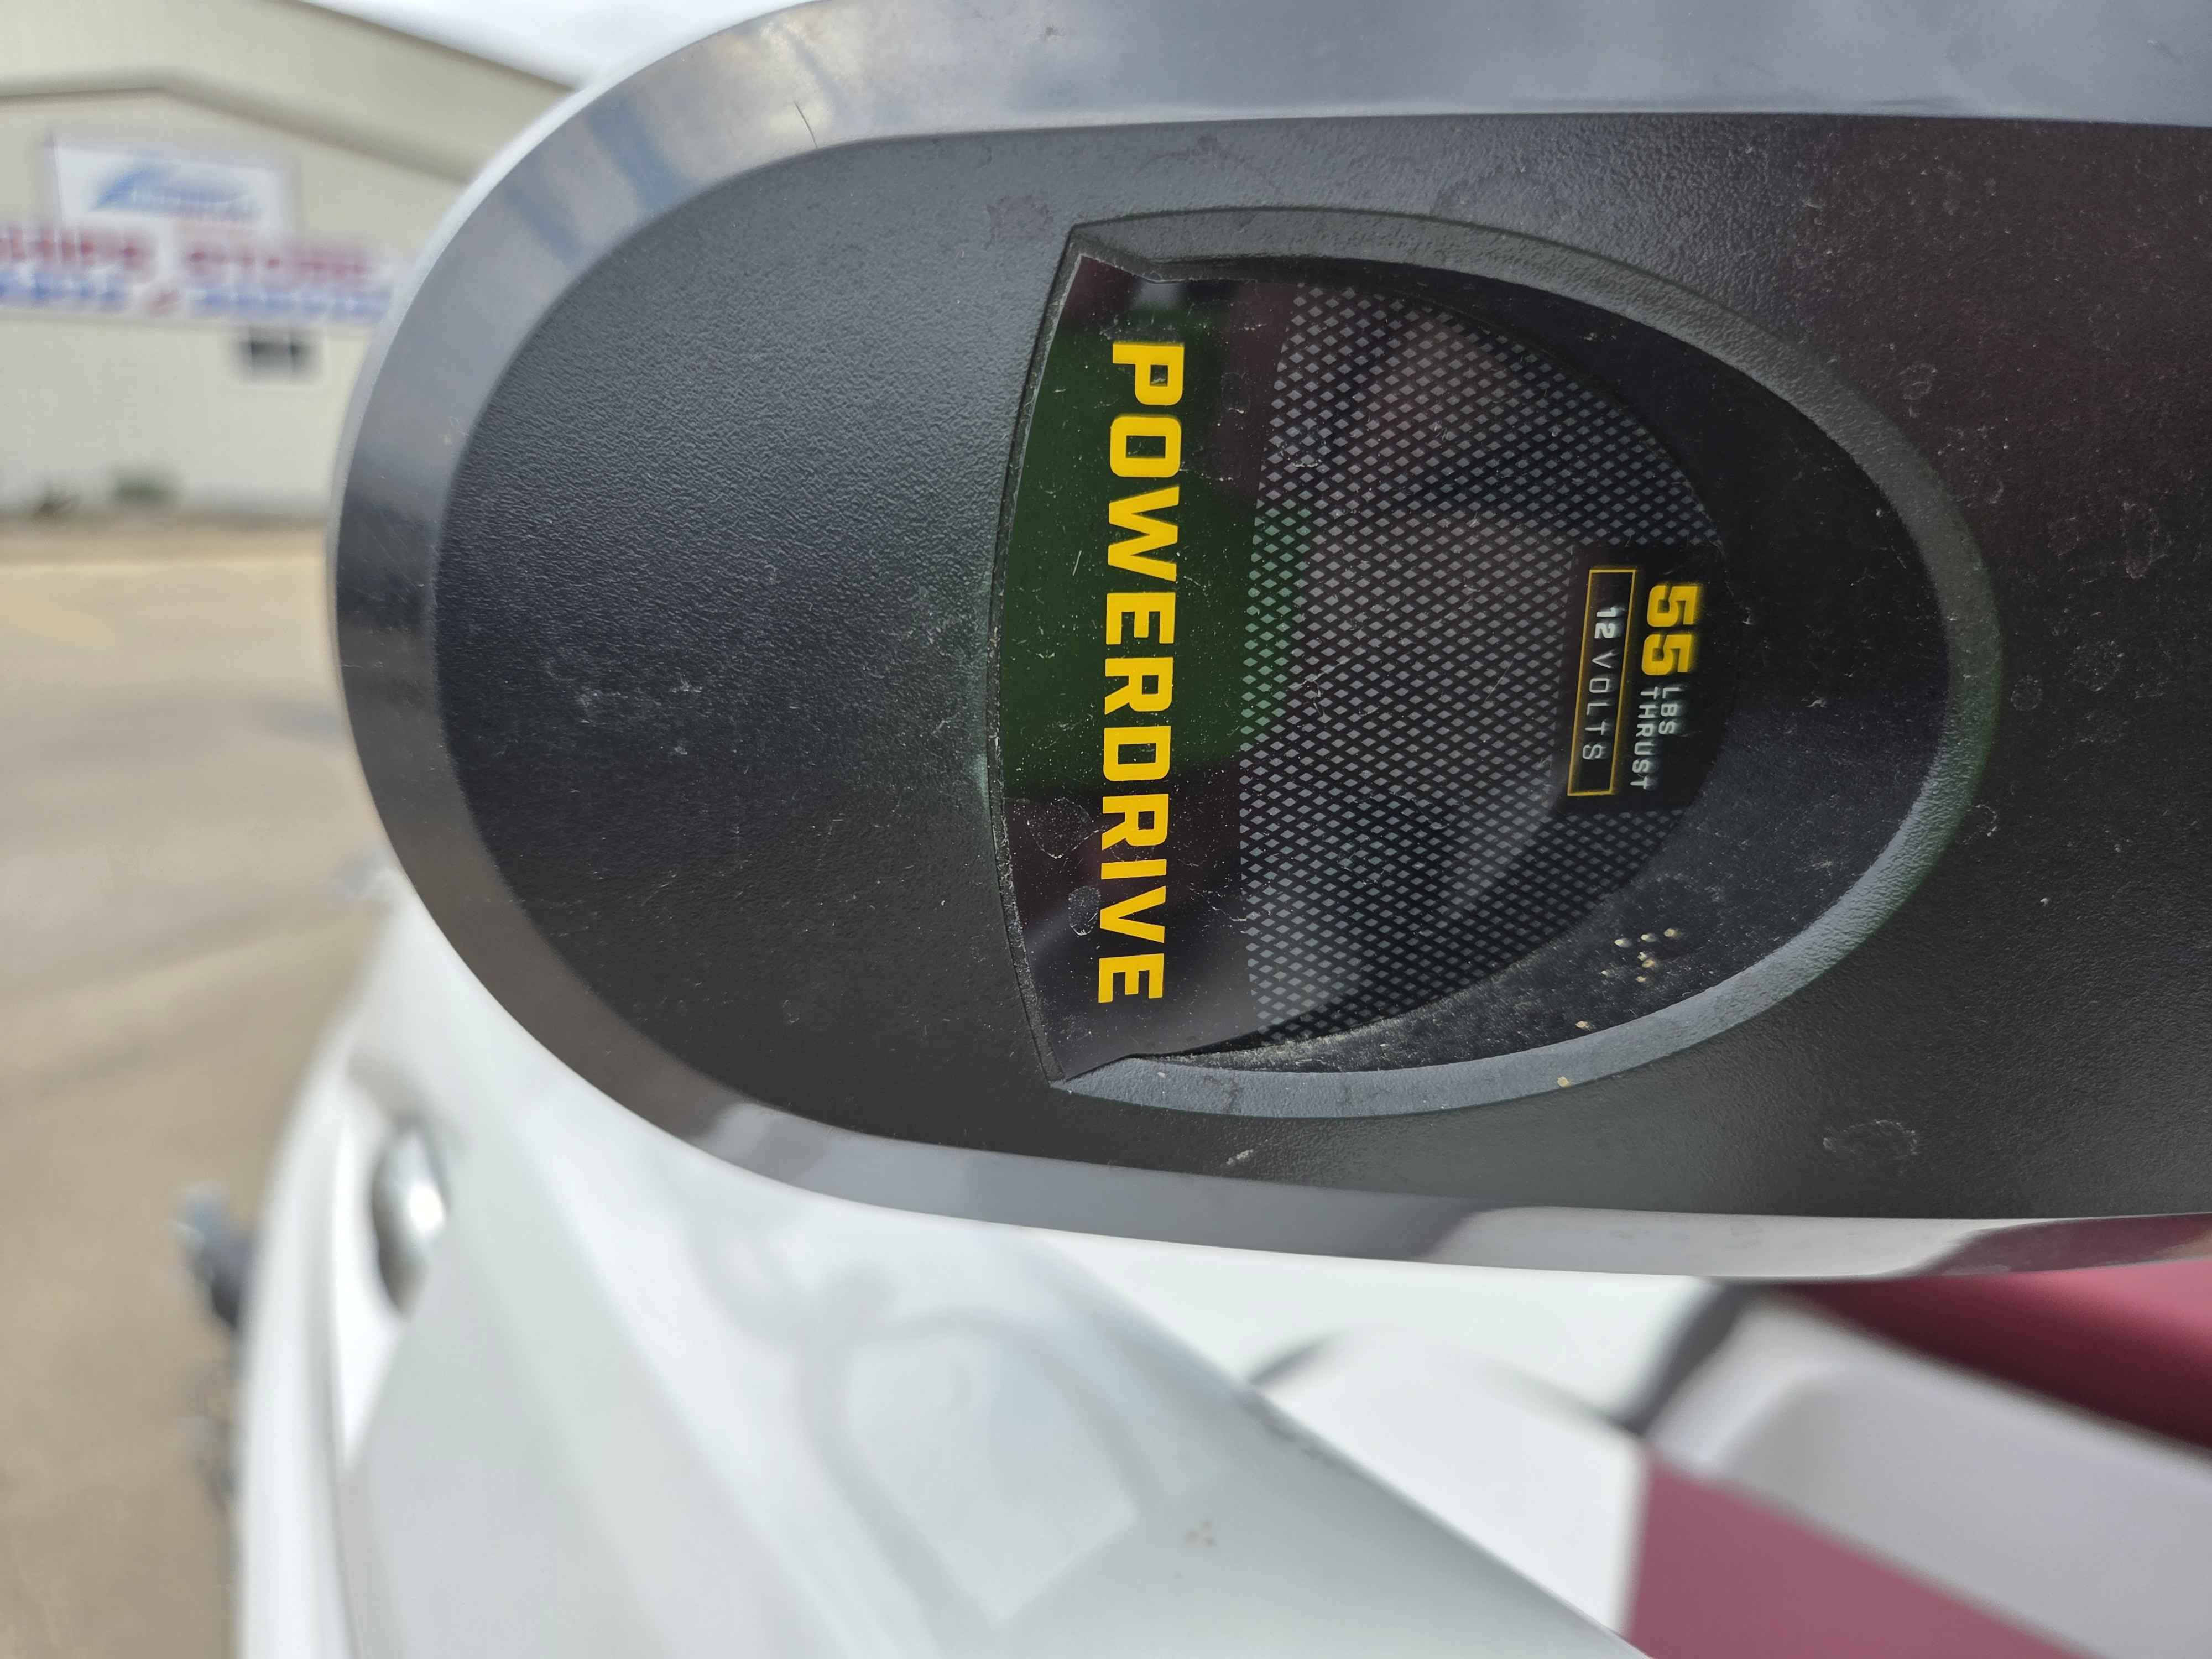 POWERDRIVE
55 LBS
THRUST
12 VOLTS